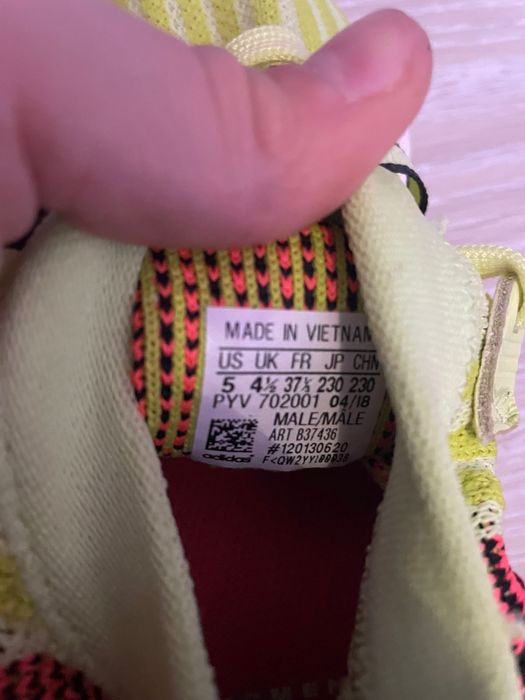 MADE IN VIETNAM
US UK FR JP CHN
5 4½ 37⅓ 230 230
PYV 702001 04/18
MALE/MÂLE
ART B37436
#120130620
adidas